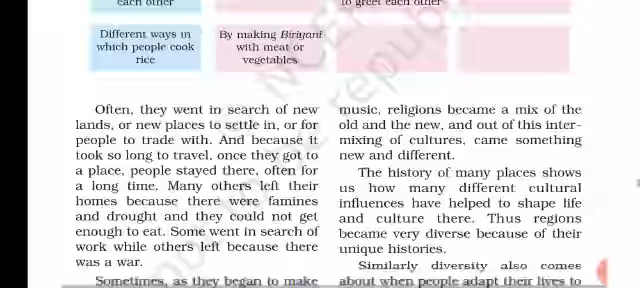 each other
to greet each other
Different ways in
which people cook
rice
By making Biriyani
with meat or
vegetables
Often, they went in search of new
lands, or new places to settle in, or for
people to trade with. And because it
took so long to travel, once they got to
a place, people stayed there, often for
a long time. Many others left their
homes because there were famines
and drought and they could not get
enough to eat. Some went in search of
work while others left because there
was a war.
Sometimes, as they began to make
music, religions became a mix of the
old and the new, and out of this inter-
mixing of cultures, came something
new and different.
The history of many places shows
us how many different cultural
influences have helped to shape life
and culture there. Thus regions
became very diverse because of their
unique histories.
Similarly diversity also comes
about when people adapt their lives to